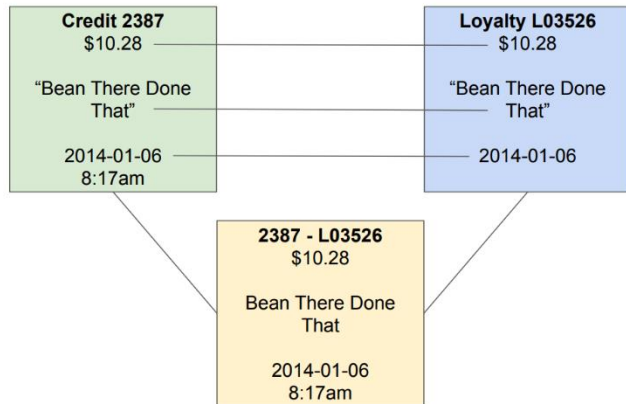 Credit 2387
$10.28
“Bean There Done
That”
2014-01-06
8:17am
Loyalty L03526
$10.28
“Bean There Done
That”
2014-01-06
2387 - L03526
$10.28
Bean There Done
That
2014-01-06
8:17am